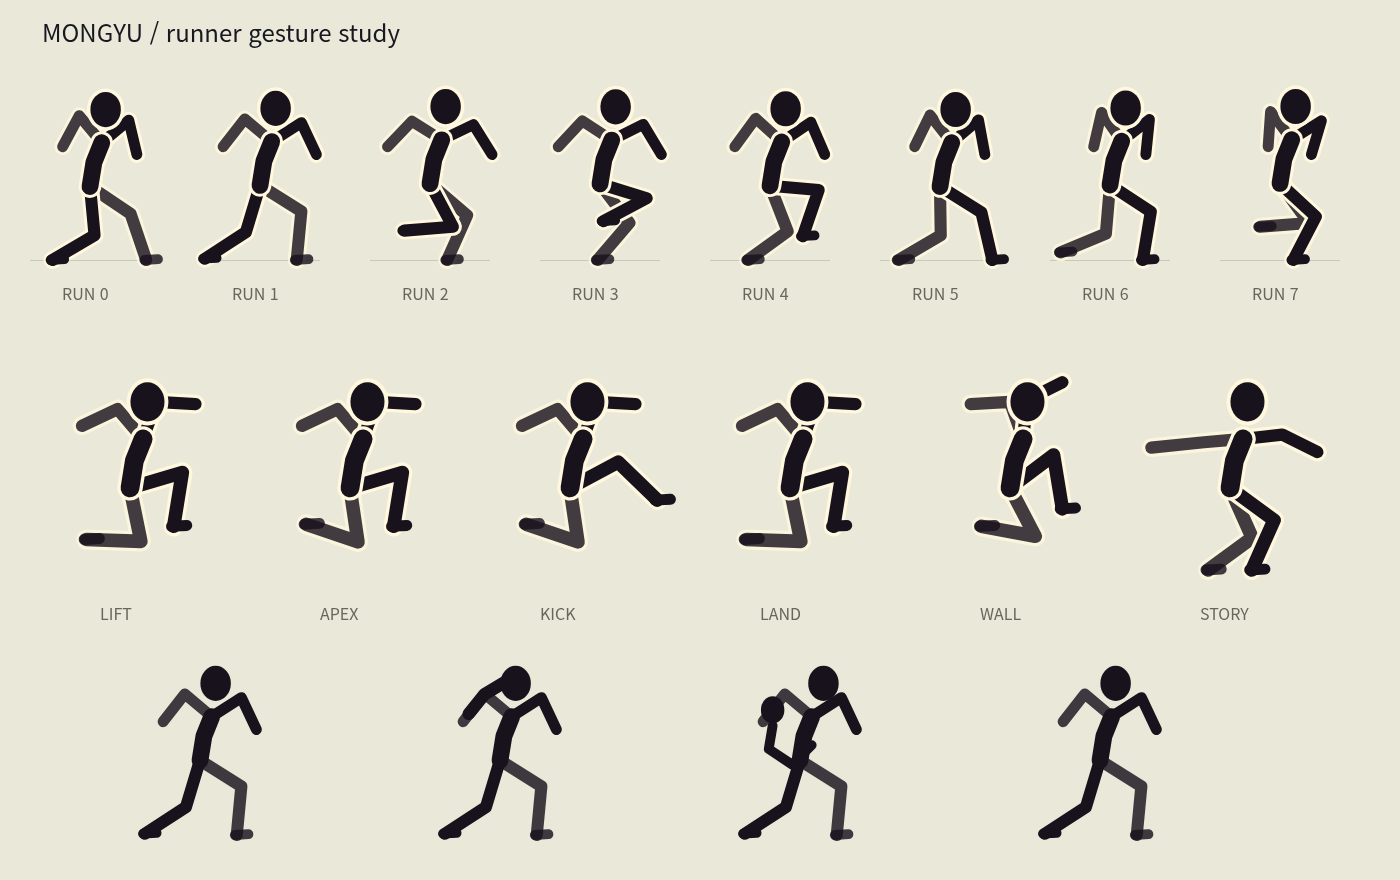 MONGYU / runner gesture study
RUN 0 RUN 1 RUN 2 RUN 3 RUN 4 RUN 5 RUN 6 RUN 7
LIFT APEX KICK LAND WALL STORY